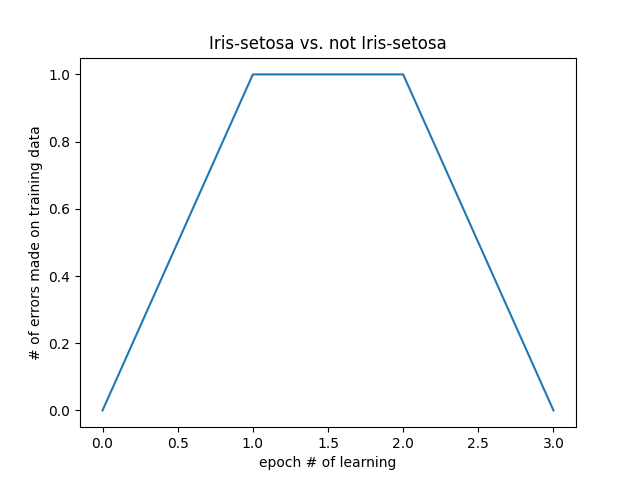 Iris-setosa vs. not Iris-setosa
# of errors made on training data
1.0
0.8
0.6
0.4
0.2
0.0
0.0 0.5 1.0 1.5 2.0 2.5 3.0
epoch # of learning